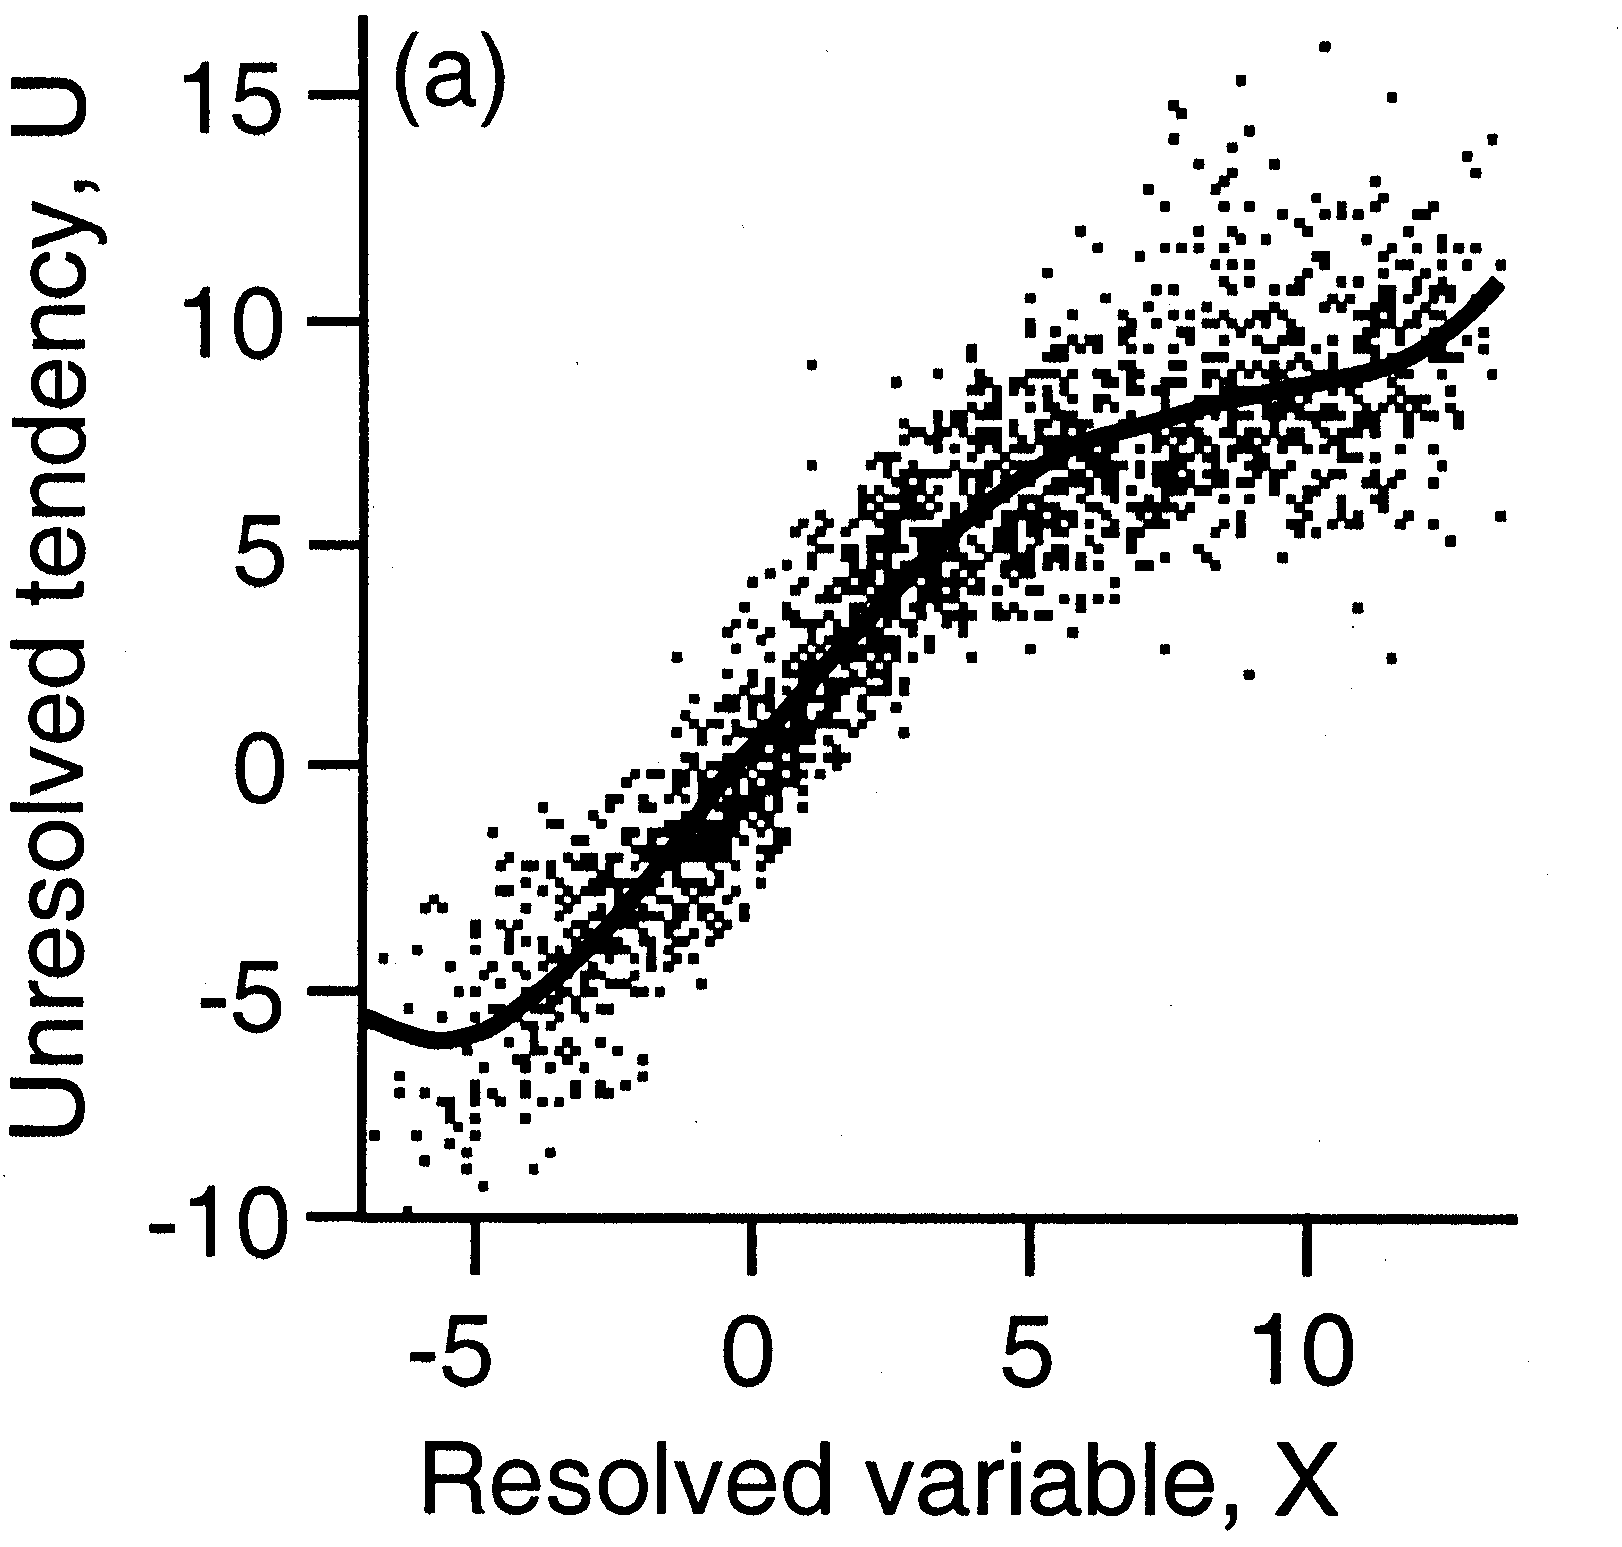 (a)
Unresolved tendency, U
15
10
5
0
-5
-10
-5 0 5 10
Resolved variable, X